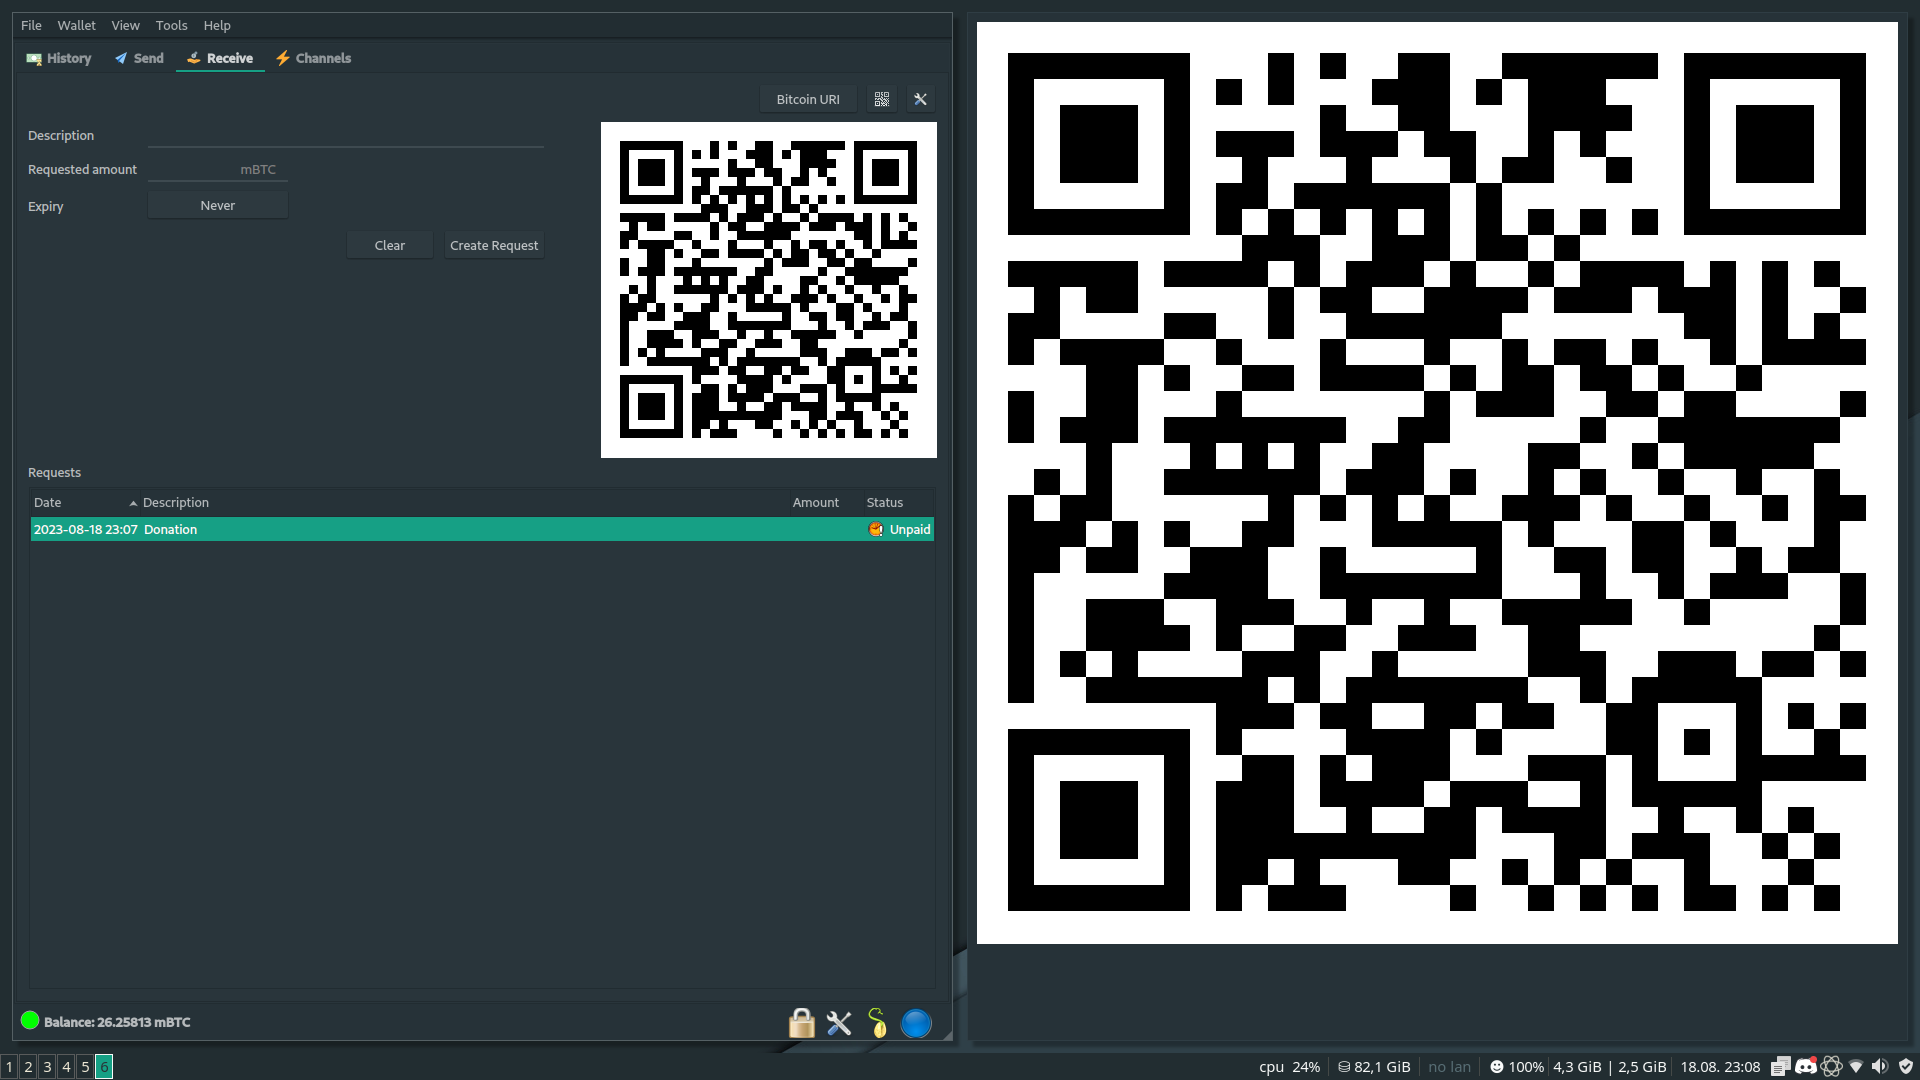 File Wallet View Tools Help
History Send Receive Channels
Bitcoin URI
Description
Requested amount mBTC
Expiry Never
Clear Create Request
Requests
Date Description Amount Status
2023-08-18 23:07 Donation Unpaid
Balance: 26.25813 mBTC
1 2 3 4 5 6 cpu 24% 82,1 GiB no lan 100% 4,3 GiB | 2,5 GiB 18.08. 23:08